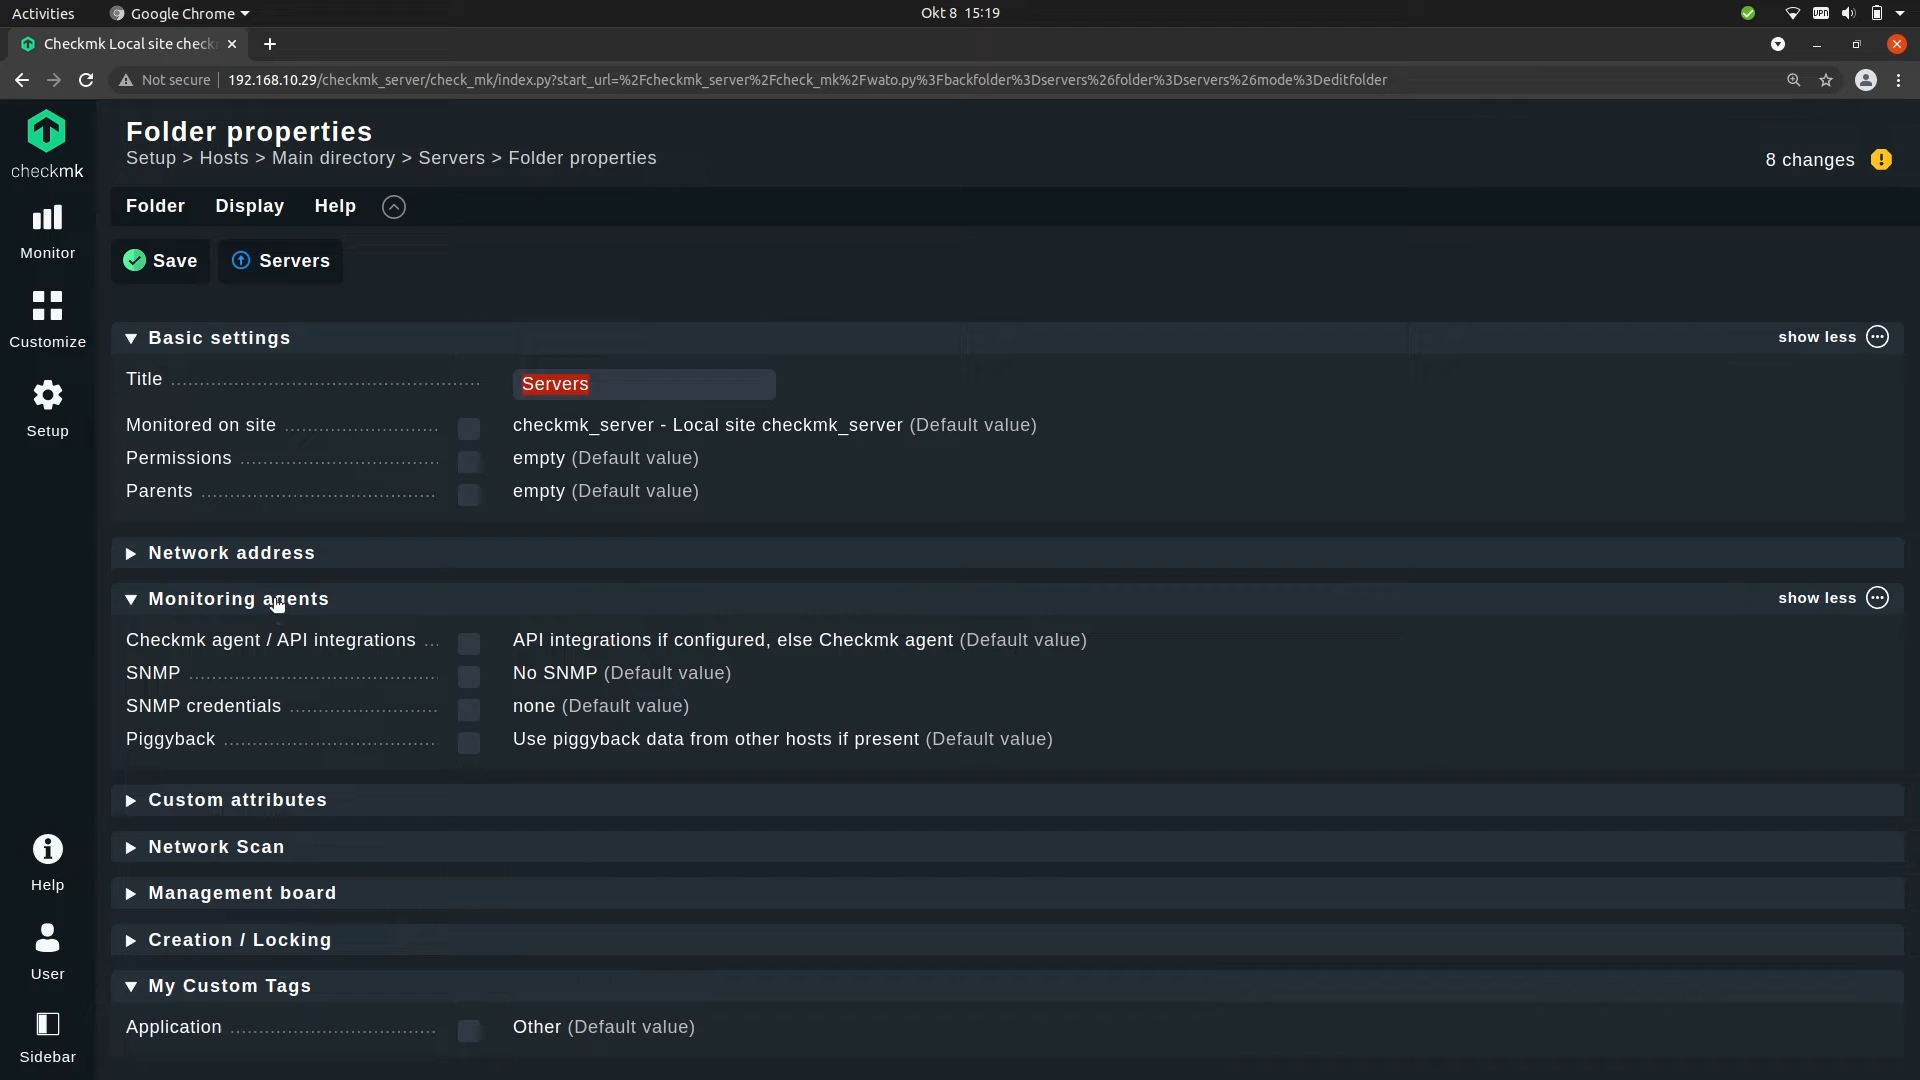 Activities
Google Chrome
Okt 8 15:19
VPN
Checkmk Local site check
Not secure
192.168.10.29/checkmk_server/check_mk/index.py?start_url=%2Fcheckmk_server%2Fcheck_mk%2Fwato.py%3Fbackfolder%3Dservers%26folder%3Dservers%26mode%3Deditfolder
checkmk
Monitor
Customize
Setup
Help
User
Sidebar
Folder properties
Setup > Hosts > Main directory > Servers > Folder properties
8 changes
Folder Display Help
Save Servers
Basic settings
show less
Title
Servers
Monitored on site
checkmk_server - Local site checkmk_server (Default value)
Permissions
empty (Default value)
Parents
empty (Default value)
Network address
Monitoring agents
show less
Checkmk agent / API integrations
API integrations if configured, else Checkmk agent (Default value)
SNMP
No SNMP (Default value)
SNMP credentials
none (Default value)
Piggyback
Use piggyback data from other hosts if present (Default value)
Custom attributes
Network Scan
Management board
Creation / Locking
My Custom Tags
Application
Other (Default value)